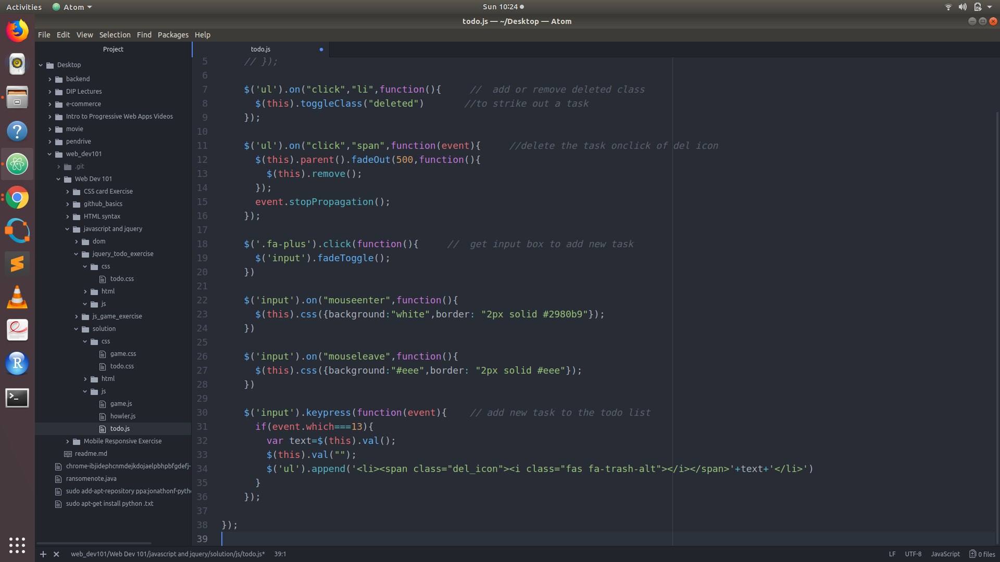 Activities Atom Sun 10:24
todo.js — ~/Desktop — Atom
File Edit View Selection Find Packages Help
Project
Desktop
backend
DIP Lectures
e-commerce
Intro to Progressive Web Apps Videos
movie
pendrive
web_dev101
.git
Web Dev 101
CSS card Exercise
github_basics
HTML syntax
javascript and jquery
dom
jquery_todo_exercise
css
todo.css
html
js
js_game_exercise
solution
css
game.css
todo.css
html
js
game.js
howler.js
todo.js
Mobile Responsive Exercise
readme.md
chrome-ibjidephcnmdejkdojaelpbhpbfgdefj-
ransomenote.java
sudo add-apt-repository ppa:jonathonf-pyth
sudo apt-get install python .txt
todo.js
5 // });
6
7 $('ul').on("click","li",function(){ // add or remove deleted class
8 $(this).toggleClass("deleted") //to strike out a task
9 });
10
11 $('ul').on("click","span",function(event){ //delete the task onclick of del icon
12 $(this).parent().fadeOut(500,function(){
13 $(this).remove();
14 });
15 event.stopPropagation();
16 });
17
18 $('.fa-plus').click(function(){ // get input box to add new task
19 $('input').fadeToggle();
20 })
21
22 $('input').on("mouseenter",function(){
23 $(this).css({background:"white",border: "2px solid #2980b9"});
24 })
25
26 $('input').on("mouseleave",function(){
27 $(this).css({background:"#eee",border: "2px solid #eee"});
28 })
29
30 $('input').keypress(function(event){ // add new task to the todo list
31 if(event.which===13){
32 var text=$(this).val();
33 $(this).val("");
34 $('ul').append('<li><span class="del_icon"><i class="fas fa-trash-alt"></i></span>'+text+'</li>')
35 }
36 });
37
38 });
39
web_dev101/Web Dev 101/javascript and jquery/solution/js/todo.js* 39:1 LF UTF-8 JavaScript 0 files